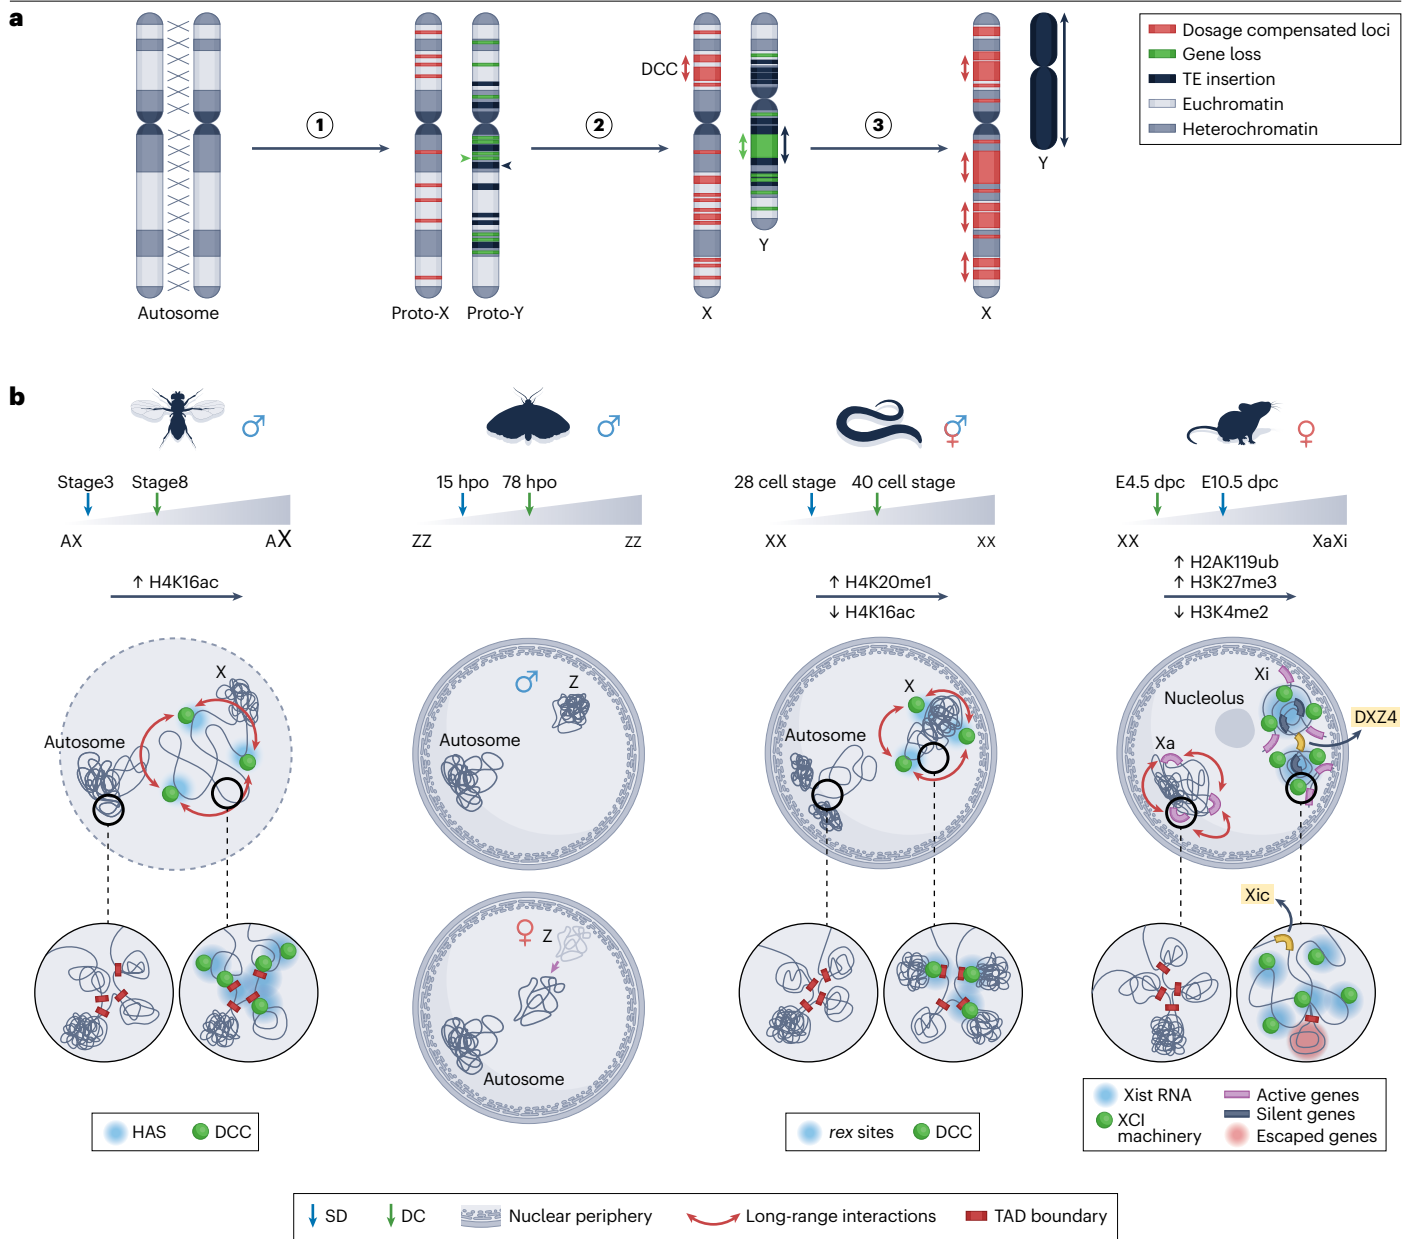 a
Autosome
1
Proto-X
Proto-Y
2
DCC
X
Y
3
X
Y
Dosage compensated loci
Gene loss
TE insertion
Euchromatin
Heterochromatin
b
♂
♂
⚥
♀
Stage3 Stage8
AX
AX
15 hpo 78 hpo
ZZ
ZZ
28 cell stage 40 cell stage
XX
XX
E4.5 dpc E10.5 dpc
XX
XaXi
↑ H4K16ac
↑ H4K20me1
↓ H4K16ac
↑ H2AK119ub
↑ H3K27me3
↓ H3K4me2
X
Autosome
♂
Z
Autosome
X
Autosome
Xi
Nucleolus
DXZ4
Xa
♀
Z
Autosome
Xic
HAS
DCC
rex sites
DCC
Xist RNA
XCI
machinery
Active genes
Silent genes
Escaped genes
SD
DC
Nuclear periphery
Long-range interactions
TAD boundary